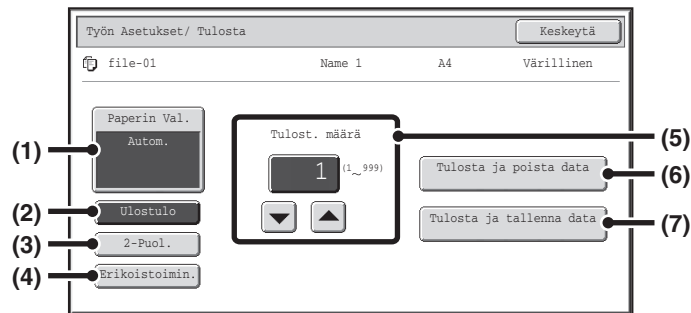 Työn Asetukset/ Tulosta
Keskeytä
file-01 Name 1 A4 Värillinen
Paperin Val.
Autom.
(1)
Ulostulo
(2)
2-Puol.
(3)
Erikoistoimin.
(4)
Tulost. määrä
1 (1~999)
(5)
Tulosta ja poista data
(6)
Tulosta ja tallenna data
(7)